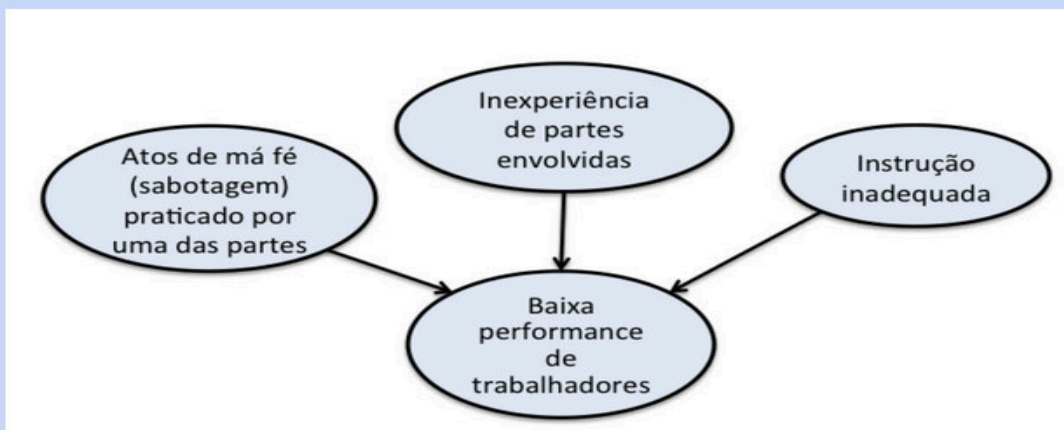 Atos de má fé
(sabotagem)
praticado por
uma das partes
Inexperiência
de partes
envolvidas
Instrução
inadequada
Baixa
performance
de
trabalhadores